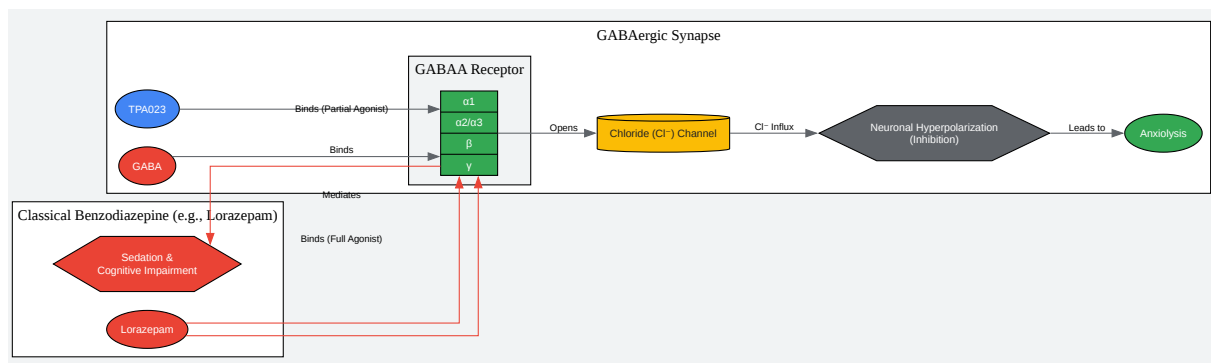 GABAergic Synapse
GABAA Receptor
TPA023
Binds (Partial Agonist)
α1
α2/α3
β
γ
GABA
Binds
Opens
Chloride (Cl⁻) Channel
Cl⁻ Influx
Neuronal Hyperpolarization
(Inhibition)
Leads to
Anxiolysis
Mediates
Classical Benzodiazepine (e.g., Lorazepam)
Binds (Full Agonist)
Sedation &
Cognitive Impairment
Lorazepam